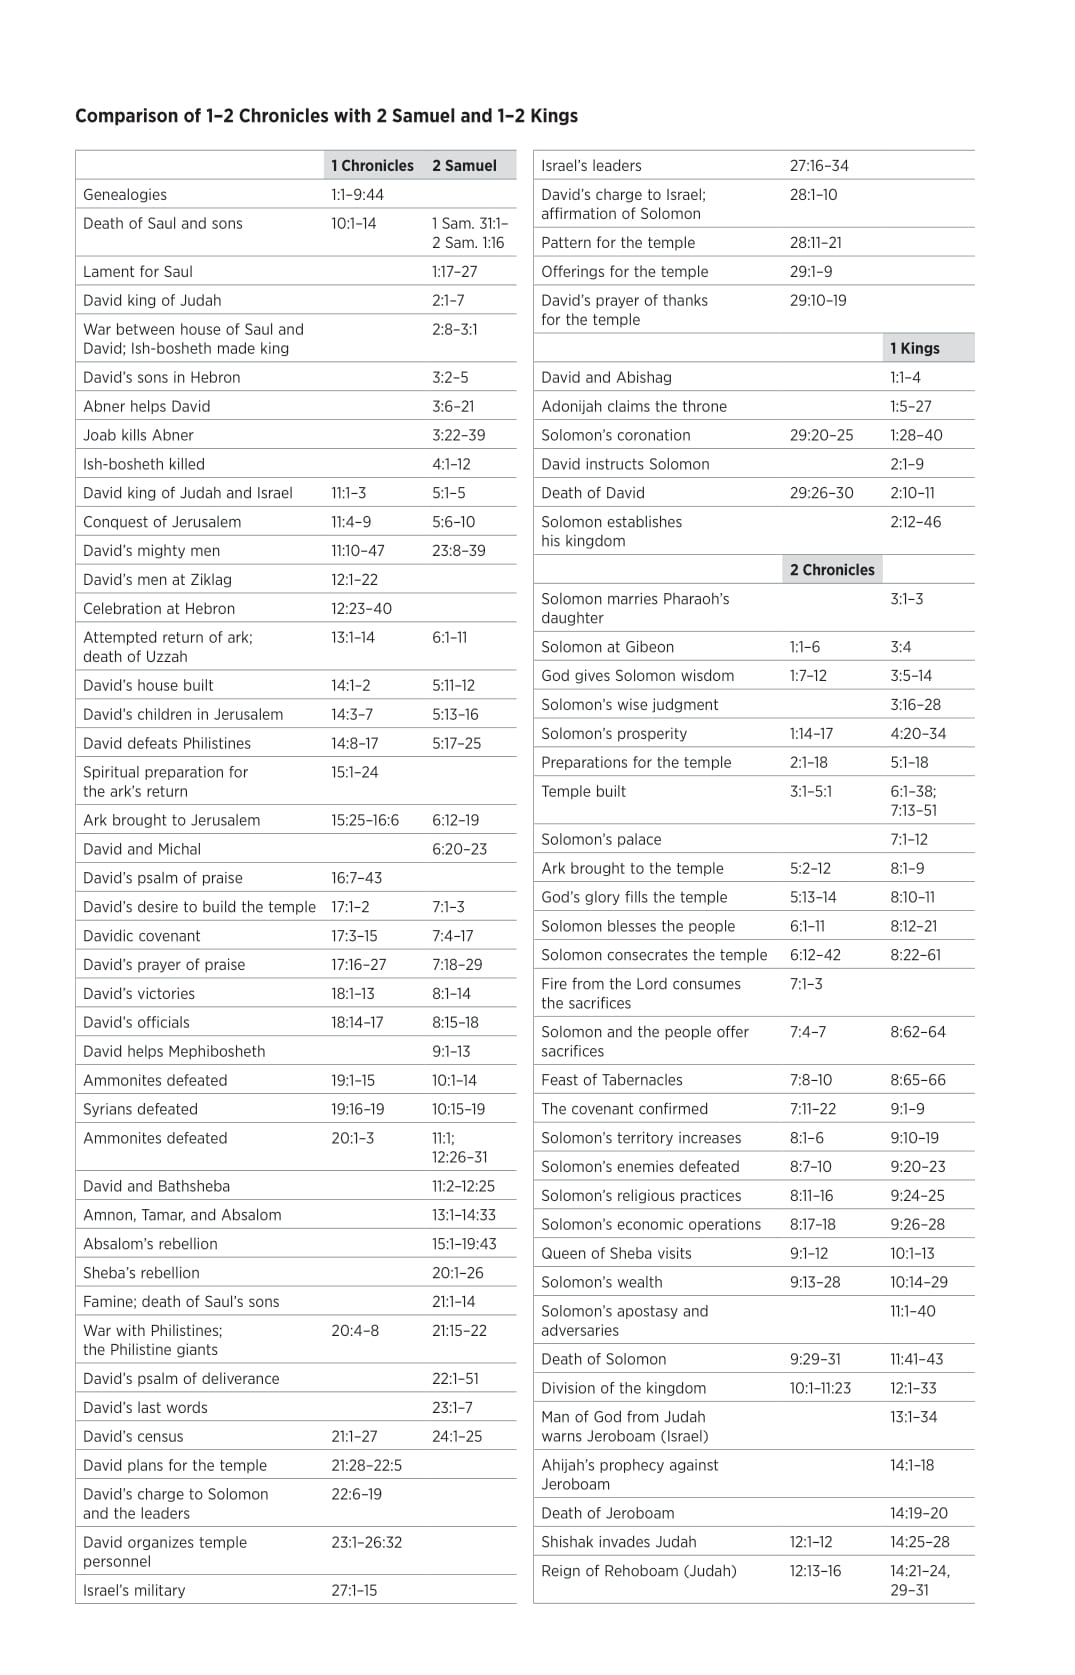 Comparison of 1–2 Chronicles with 2 Samuel and 1–2 Kings
1 Chronicles 2 Samuel
Genealogies 1:1–9:44
Death of Saul and sons 10:1–14 1 Sam. 31:1–
2 Sam. 1:16
Lament for Saul 1:17–27
David king of Judah 2:1–7
War between house of Saul and 2:8–3:1
David; Ish-bosheth made king
David’s sons in Hebron 3:2–5
Abner helps David 3:6–21
Joab kills Abner 3:22–39
Ish-bosheth killed 4:1–12
David king of Judah and Israel 11:1–3 5:1–5
Conquest of Jerusalem 11:4–9 5:6–10
David’s mighty men 11:10–47 23:8–39
David’s men at Ziklag 12:1–22
Celebration at Hebron 12:23–40
Attempted return of ark; 13:1–14 6:1–11
death of Uzzah
David’s house built 14:1–2 5:11–12
David’s children in Jerusalem 14:3–7 5:13–16
David defeats Philistines 14:8–17 5:17–25
Spiritual preparation for 15:1–24
the ark’s return
Ark brought to Jerusalem 15:25–16:6 6:12–19
David and Michal 6:20–23
David’s psalm of praise 16:7–43
David’s desire to build the temple 17:1–2 7:1–3
Davidic covenant 17:3–15 7:4–17
David’s prayer of praise 17:16–27 7:18–29
David’s victories 18:1–13 8:1–14
David’s officials 18:14–17 8:15–18
David helps Mephibosheth 9:1–13
Ammonites defeated 19:1–15 10:1–14
Syrians defeated 19:16–19 10:15–19
Ammonites defeated 20:1–3 11:1;
12:26–31
David and Bathsheba 11:2–12:25
Amnon, Tamar, and Absalom 13:1–14:33
Absalom’s rebellion 15:1–19:43
Sheba’s rebellion 20:1–26
Famine; death of Saul’s sons 21:1–14
War with Philistines; 20:4–8 21:15–22
the Philistine giants
David’s psalm of deliverance 22:1–51
David’s last words 23:1–7
David’s census 21:1–27 24:1–25
David plans for the temple 21:28–22:5
David’s charge to Solomon 22:6–19
and the leaders
David organizes temple 23:1–26:32
personnel
Israel’s military 27:1–15
Israel’s leaders 27:16–34
David’s charge to Israel; 28:1–10
affirmation of Solomon
Pattern for the temple 28:11–21
Offerings for the temple 29:1–9
David’s prayer of thanks 29:10–19
for the temple
1 Kings
David and Abishag 1:1–4
Adonijah claims the throne 1:5–27
Solomon’s coronation 29:20–25 1:28–40
David instructs Solomon 2:1–9
Death of David 29:26–30 2:10–11
Solomon establishes 2:12–46
his kingdom
2 Chronicles
Solomon marries Pharaoh’s 3:1–3
daughter
Solomon at Gibeon 1:1–6 3:4
God gives Solomon wisdom 1:7–12 3:5–14
Solomon’s wise judgment 3:16–28
Solomon’s prosperity 1:14–17 4:20–34
Preparations for the temple 2:1–18 5:1–18
Temple built 3:1–5:1 6:1–38;
7:13–51
Solomon’s palace 7:1–12
Ark brought to the temple 5:2–12 8:1–9
God’s glory fills the temple 5:13–14 8:10–11
Solomon blesses the people 6:1–11 8:12–21
Solomon consecrates the temple 6:12–42 8:22–61
Fire from the Lord consumes 7:1–3
the sacrifices
Solomon and the people offer 7:4–7 8:62–64
sacrifices
Feast of Tabernacles 7:8–10 8:65–66
The covenant confirmed 7:11–22 9:1–9
Solomon’s territory increases 8:1–6 9:10–19
Solomon’s enemies defeated 8:7–10 9:20–23
Solomon’s religious practices 8:11–16 9:24–25
Solomon’s economic operations 8:17–18 9:26–28
Queen of Sheba visits 9:1–12 10:1–13
Solomon’s wealth 9:13–28 10:14–29
Solomon’s apostasy and 11:1–40
adversaries
Death of Solomon 9:29–31 11:41–43
Division of the kingdom 10:1–11:23 12:1–33
Man of God from Judah 13:1–34
warns Jeroboam (Israel)
Ahijah’s prophecy against 14:1–18
Jeroboam
Death of Jeroboam 14:19–20
Shishak invades Judah 12:1–12 14:25–28
Reign of Rehoboam (Judah) 12:13–16 14:21–24,
29–31